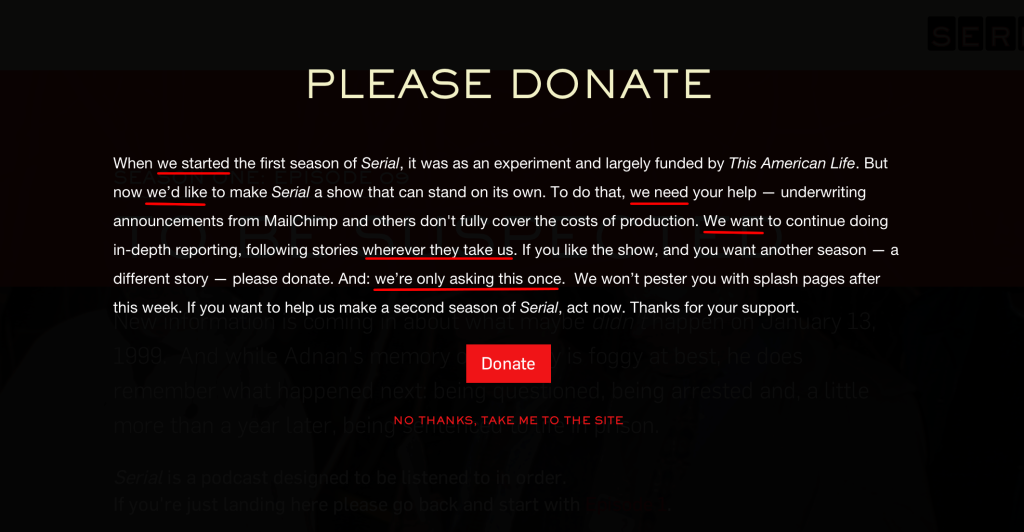 SER
PLEASE DONATE
When we started the first season of Serial, it was as an experiment and largely funded by This American Life. But
now we'd like to make Serial a show that can stand on its own. To do that, we need your help — underwriting
announcements from MailChimp and others don't fully cover the costs of production. We want to continue doing
in-depth reporting, following stories wherever they take us. If you like the show, and you want another season — a
different story — please donate. And: we're only asking this once.  We won't pester you with splash pages after
this week. If you want to help us make a second season of Serial, act now. Thanks for your support.
Donate
NO THANKS, TAKE ME TO THE SITE
New information is coming in about what maybe didn't happen on January 13,
1999. And while Adnan's memory is foggy at best, he does
remember what happened next: being questioned, being arrested and, a little
more than a year later, being sentenced to life in prison.
Serial is a podcast designed to be listened to in order.
If you're just landing here please go back and start with